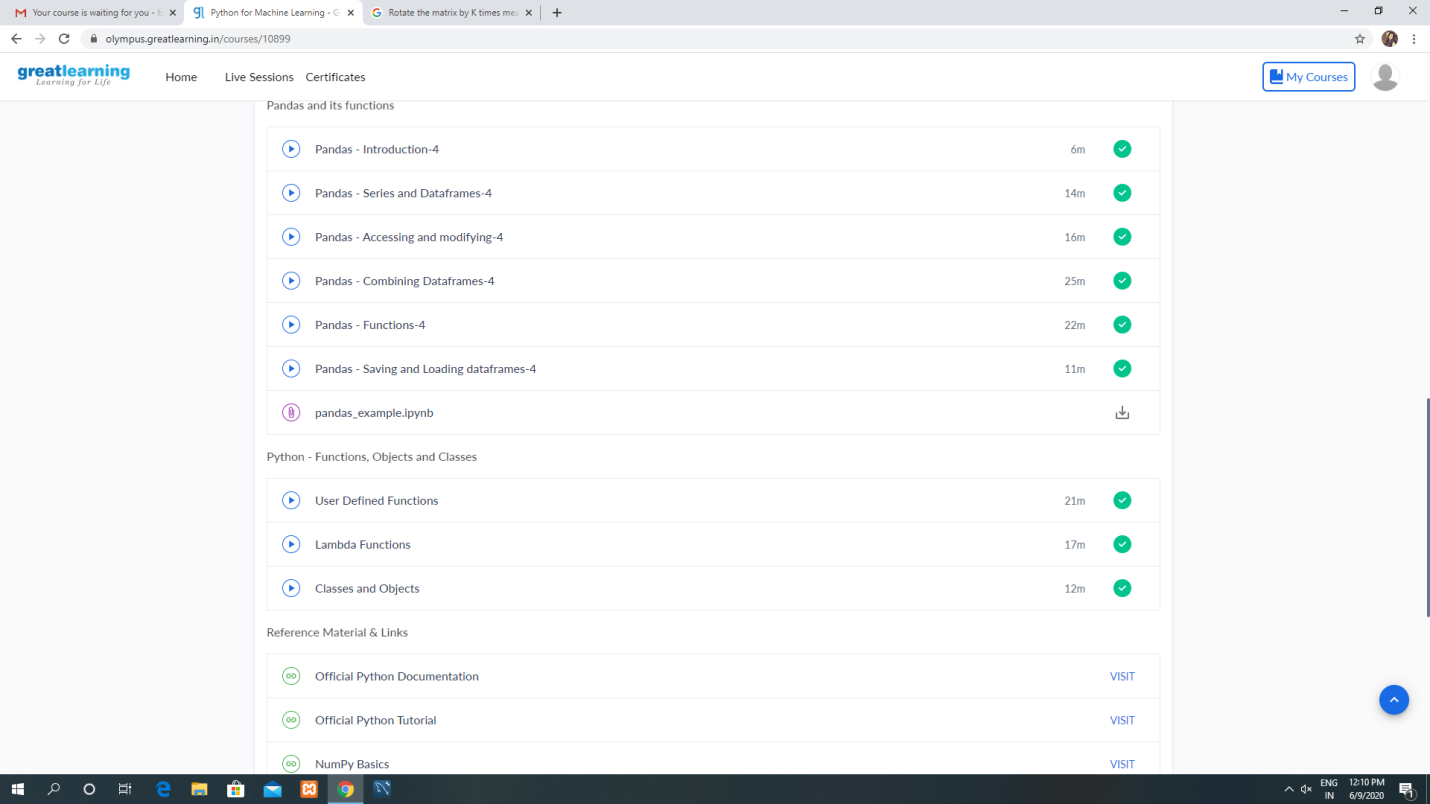 Your course is waiting for you - b
Python for Machine Learning - G
Rotate the matrix by K times mea
olympus.greatlearning.in/courses/10899
greatlearning
Learning for Life
Home
Live Sessions
Certificates
My Courses
Pandas and its functions
Pandas - Introduction-4 6m
Pandas - Series and Dataframes-4 14m
Pandas - Accessing and modifying-4 16m
Pandas - Combining Dataframes-4 25m
Pandas - Functions-4 22m
Pandas - Saving and Loading dataframes-4 11m
pandas_example.ipynb
Python - Functions, Objects and Classes
User Defined Functions 21m
Lambda Functions 17m
Classes and Objects 12m
Reference Material & Links
Official Python Documentation VISIT
Official Python Tutorial VISIT
NumPy Basics VISIT
ENG 12:10 PM
IN 6/9/2020
1